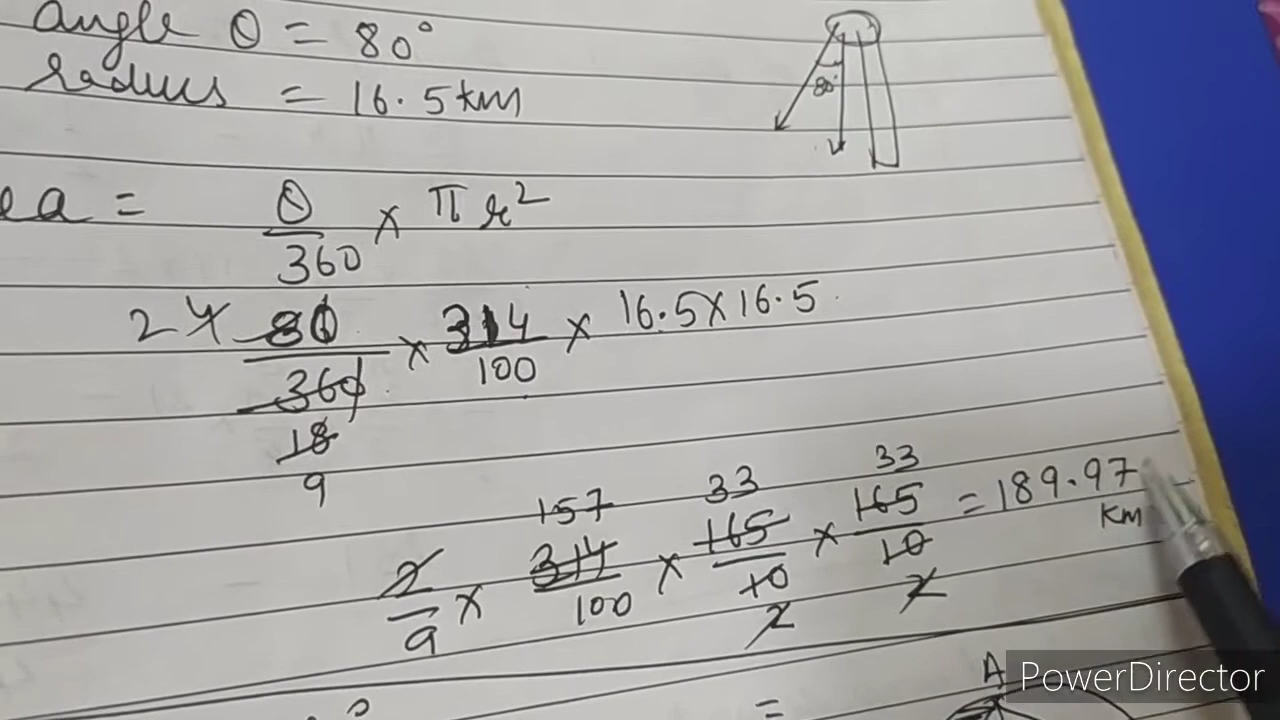 angle θ = 80°
radius = 16.5 km
80°
ea = θ/360 × πr²
2 4 80/360 × 314/100 × 16.5 × 16.5
18
9
157 33 33
2/9 × 314/100 × 165/10 × 165/10 = 189.97
km
2 2
A
=
PowerDirector